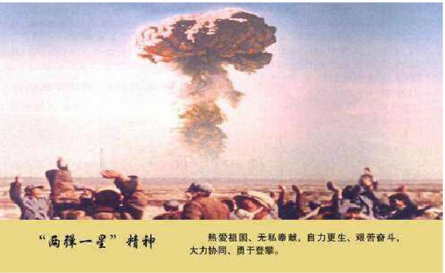 “两弹一星”精神
热爱祖国、无私奉献，自力更生、艰苦奋斗，
大力协同、勇于登攀。